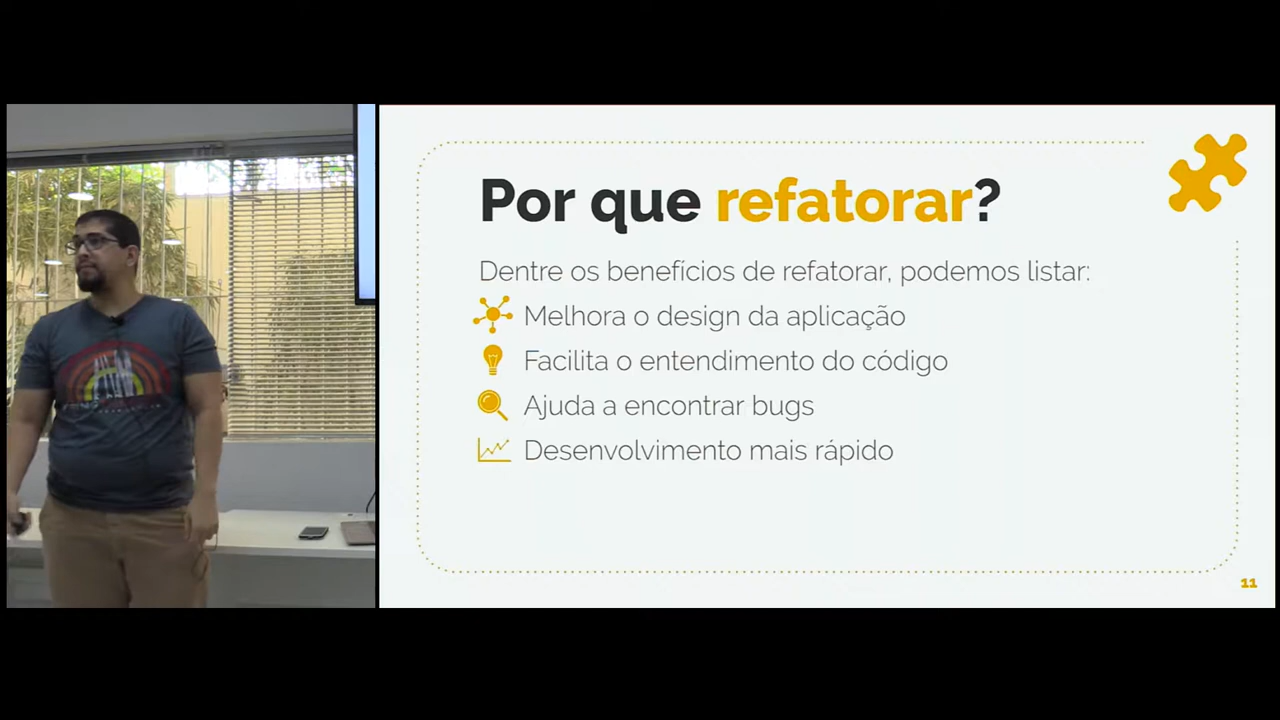 Por que refatorar?
Dentre os benefícios de refatorar, podemos listar:
Melhora o design da aplicação
Facilita o entendimento do código
Ajuda a encontrar bugs
Desenvolvimento mais rápido
11